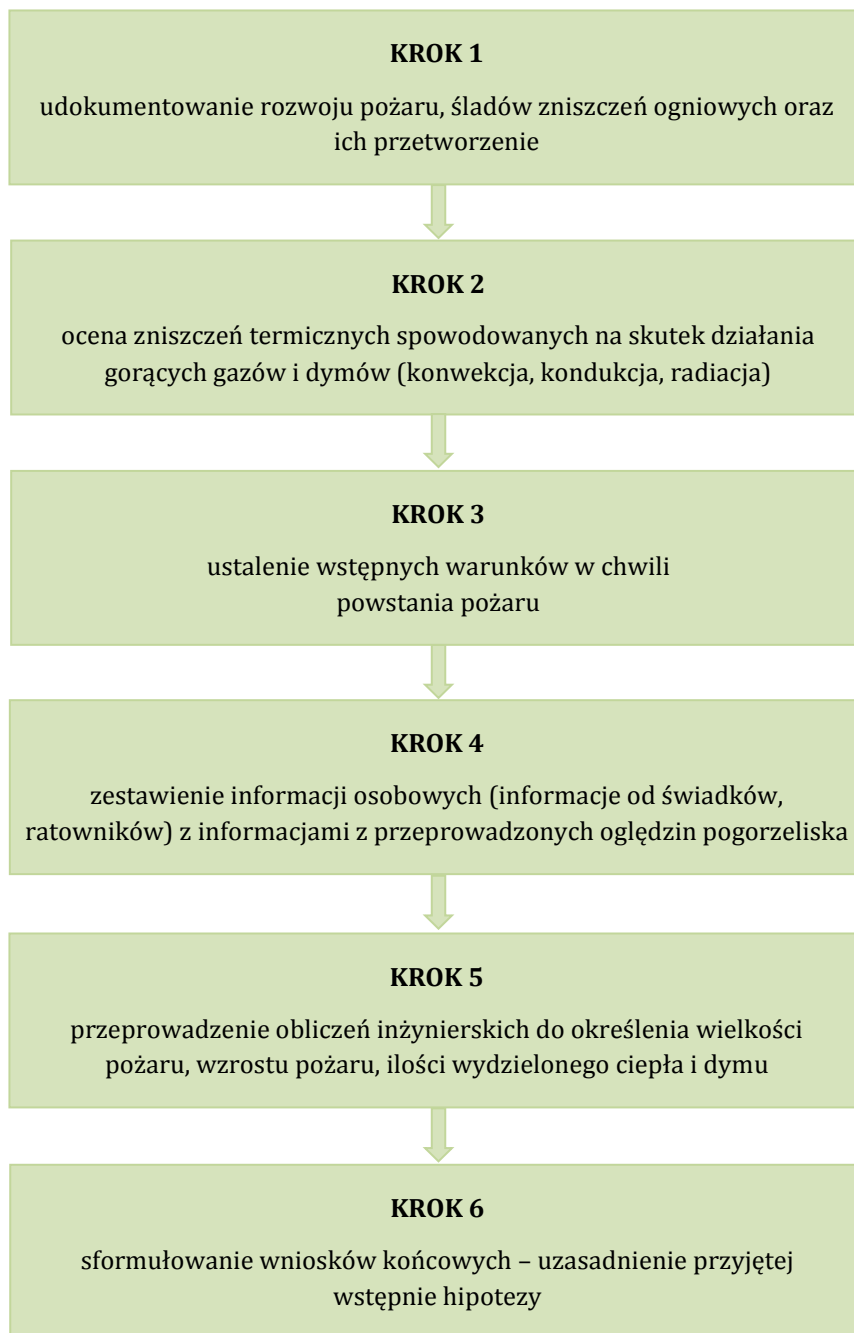 KROK 1
udokumentowanie rozwoju pożaru, śladów zniszczeń ogniowych oraz
ich przetworzenie
KROK 2
ocena zniszczeń termicznych spowodowanych na skutek działania
gorących gazów i dymów (konwekcja, kondukcja, radiacja)
KROK 3
ustalenie wstępnych warunków w chwili
powstania pożaru
KROK 4
zestawienie informacji osobowych (informacje od świadków,
ratowników) z informacjami z przeprowadzonych oględzin pogorzeliska
KROK 5
przeprowadzenie obliczeń inżynierskich do określenia wielkości
pożaru, wzrostu pożaru, ilości wydzielonego ciepła i dymu
KROK 6
sformułowanie wniosków końcowych – uzasadnienie przyjętej
wstępnie hipotezy